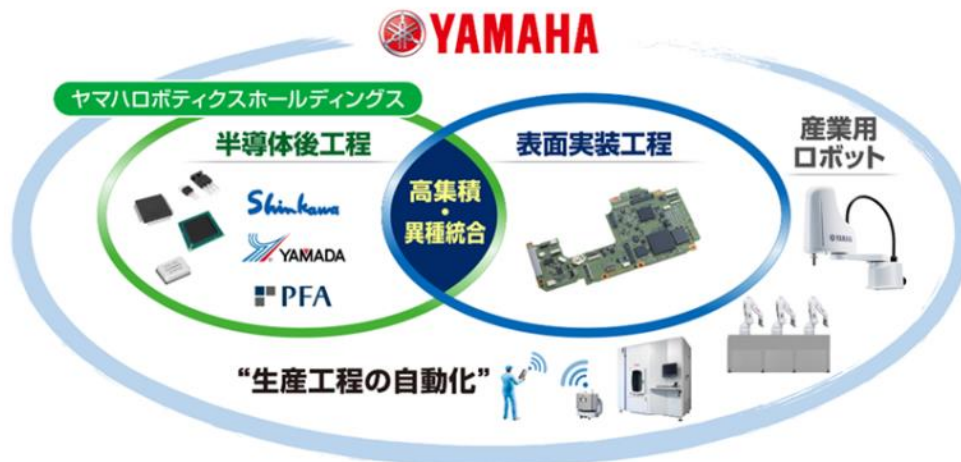 YAMAHA
ヤマハロボティクスホールディングス
半導体後工程
表面実装工程
産業用
ロボット
高集積
・
異種統合
Shinkawa
YAMADA
PFA
YAMAHA
“生産工程の自動化”